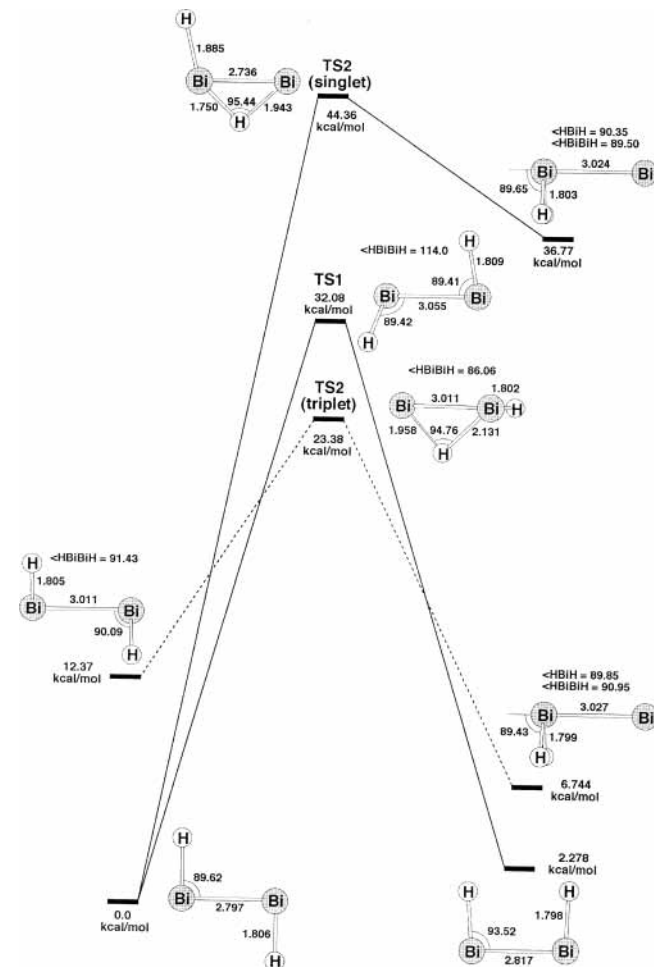 H
1.885
TS2
(singlet)
2.736
Bi
Bi
95.44
1.750
1.943
H
44.36
kcal/mol
<HBiH = 90.35
<HBiBiH = 89.50
3.024
Bi
Bi
89.65
1.803
H
36.77
kcal/mol
<HBiBiH = 114.0
H
1.809
TS1
89.41
32.08
kcal/mol
Bi
Bi
3.055
89.42
H
<HBiBiH = 86.06
TS2
(triplet)
1.802
3.011
Bi
Bi
H
23.38
kcal/mol
1.958
94.76
2.131
H
<HBiBiH = 91.43
H
1.805
3.011
Bi
Bi
90.09
H
12.37
kcal/mol
<HBiH = 89.85
<HBiBiH = 90.95
3.027
Bi
Bi
89.43
1.799
H
6.744
kcal/mol
2.278
kcal/mol
H
89.62
Bi
Bi
2.797
0.0
kcal/mol
1.806
H
H
H
1.798
93.52
Bi
Bi
2.817